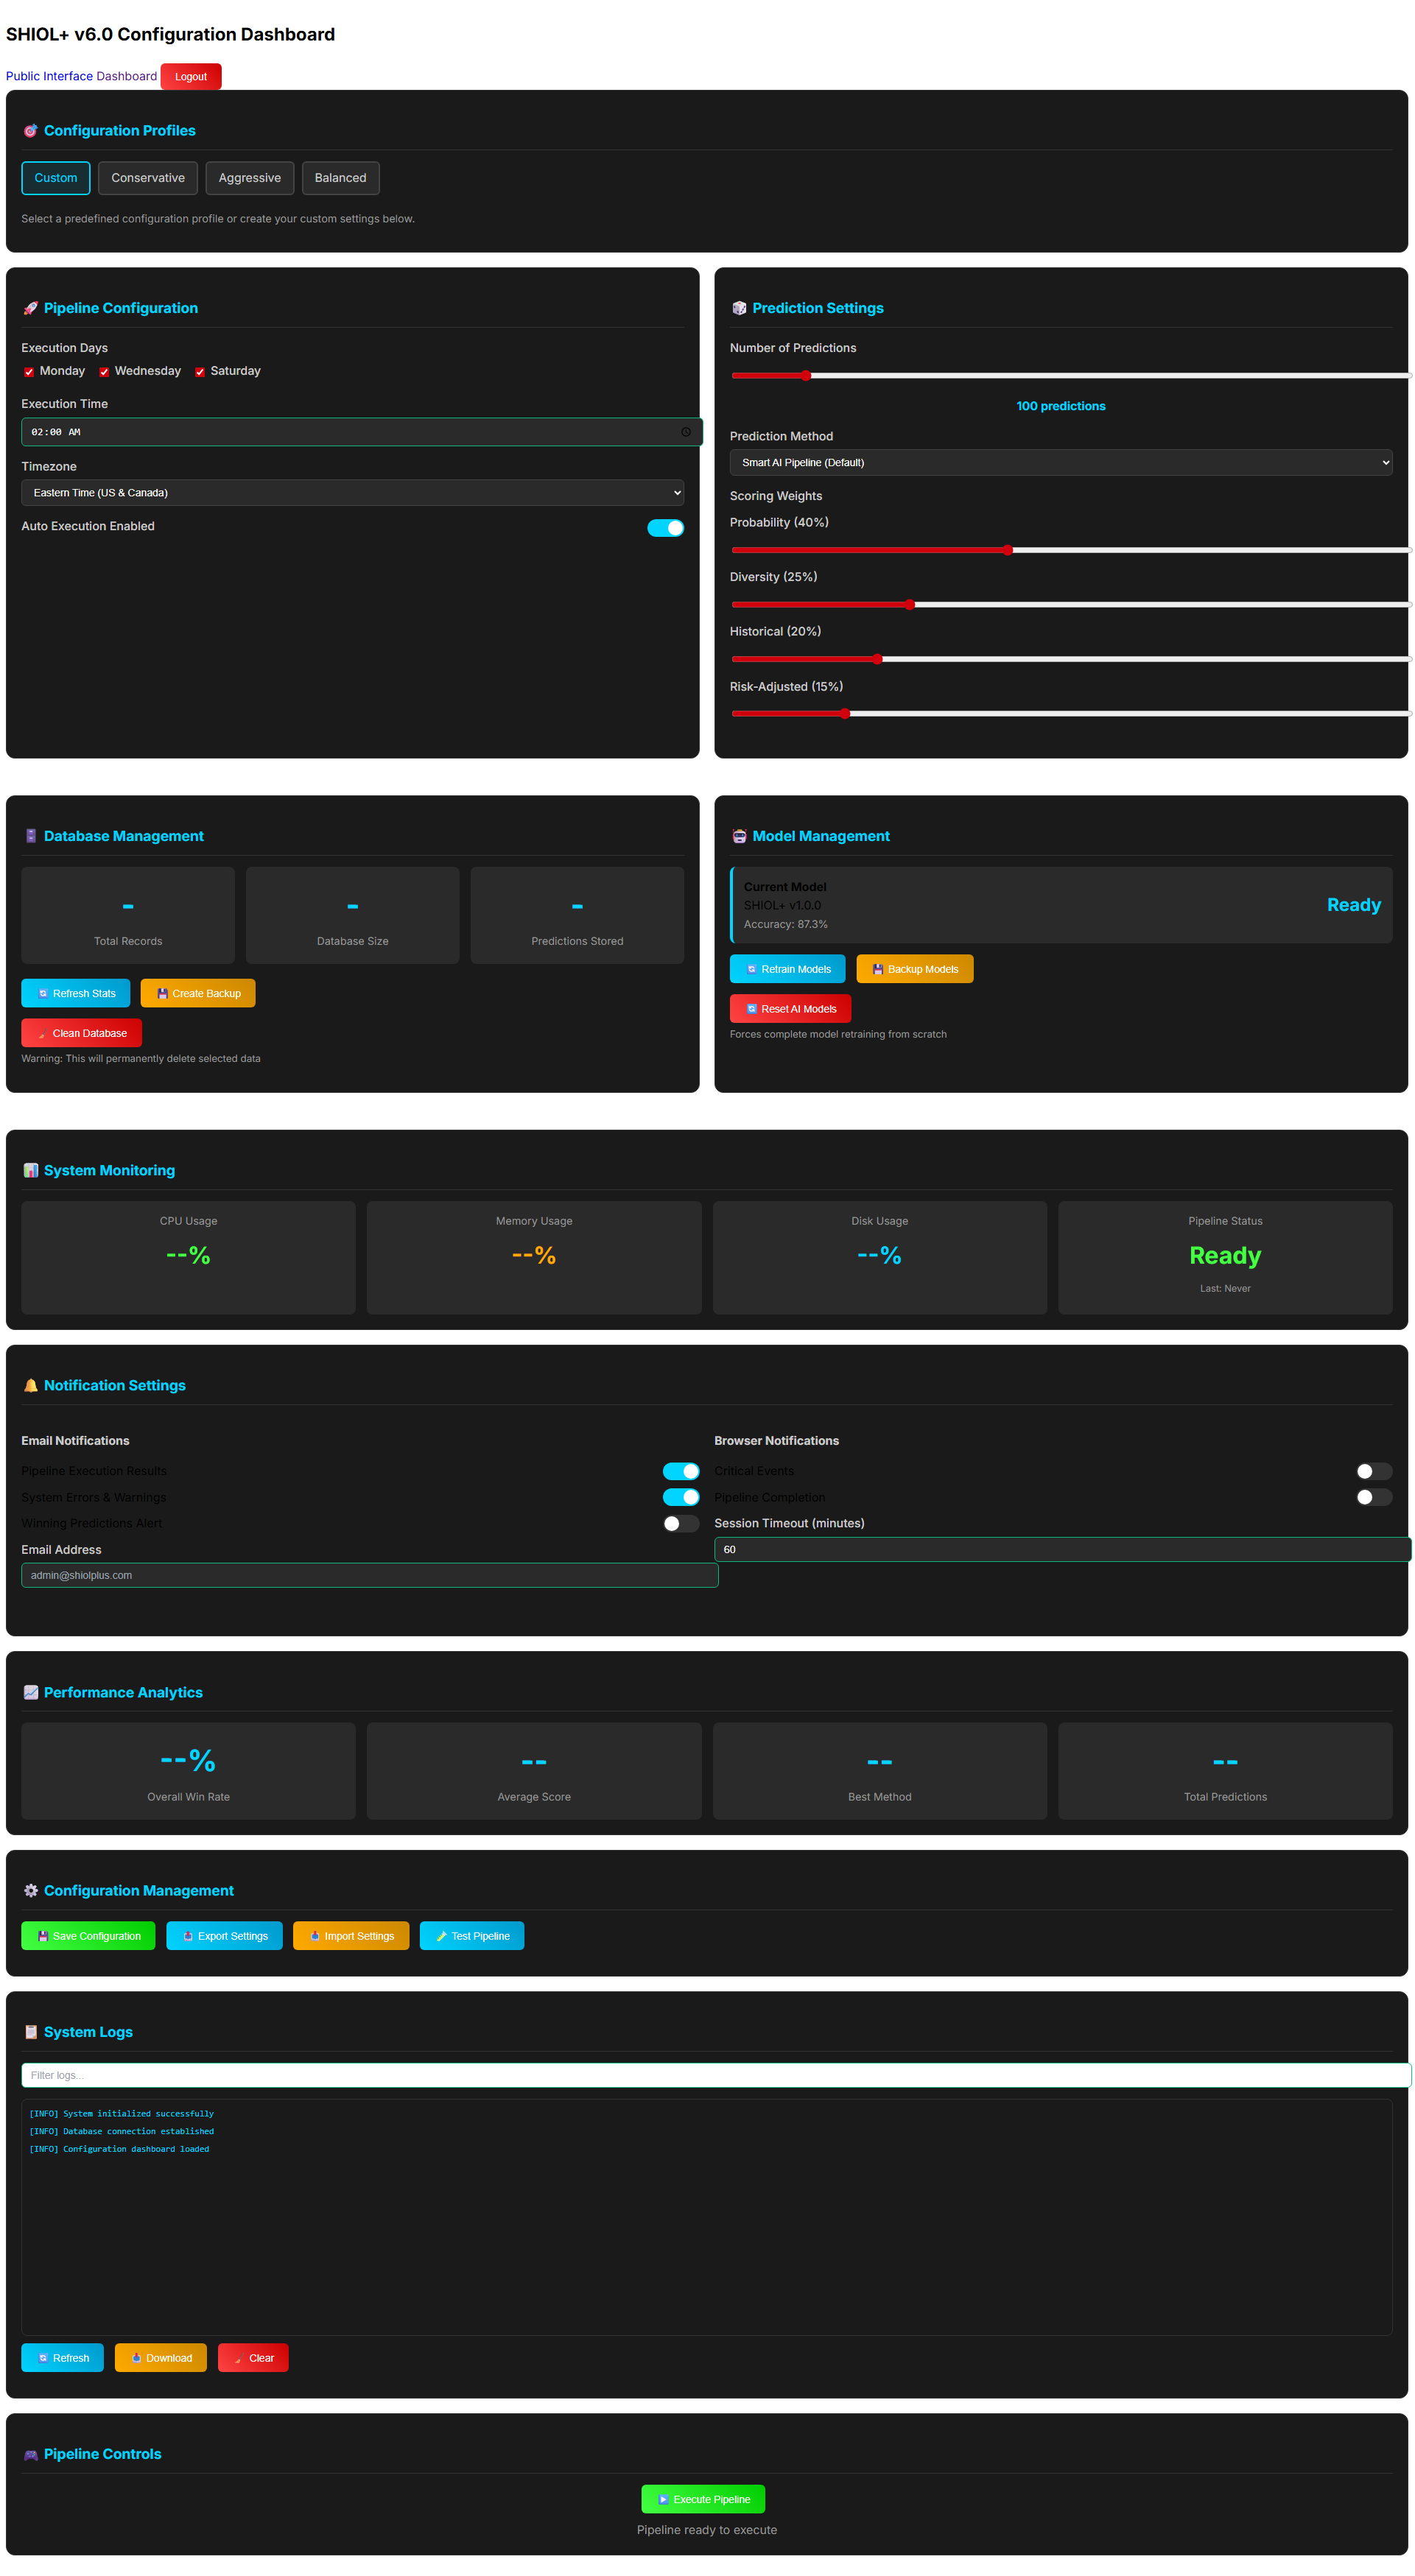 SHIOL+ v6.0 Configuration Dashboard
Public Interface Dashboard Logout
Configuration Profiles
Custom Conservative Aggressive Balanced
Select a predefined configuration profile or create your custom settings below.
Pipeline Configuration
Execution Days
Monday Wednesday Saturday
Execution Time
02:00 AM
Timezone
Eastern Time (US & Canada)
Auto Execution Enabled
Prediction Settings
Number of Predictions
100 predictions
Prediction Method
Smart AI Pipeline (Default)
Scoring Weights
Probability (40%)
Diversity (25%)
Historical (20%)
Risk-Adjusted (15%)
Database Management
- - -
Total Records Database Size Predictions Stored
Refresh Stats Create Backup
Clean Database
Warning: This will permanently delete selected data
Model Management
Current Model
SHIOL+ v1.0.0
Accuracy: 87.3%
Ready
Retrain Models Backup Models
Reset AI Models
Forces complete model retraining from scratch
System Monitoring
CPU Usage Memory Usage Disk Usage Pipeline Status
--% --% --% Ready
Last: Never
Notification Settings
Email Notifications
Pipeline Execution Results
System Errors & Warnings
Winning Predictions Alert
Email Address
admin@shiolplus.com
Browser Notifications
Critical Events
Pipeline Completion
Session Timeout (minutes)
60
Performance Analytics
--% -- -- --
Overall Win Rate Average Score Best Method Total Predictions
Configuration Management
Save Configuration Export Settings Import Settings Test Pipeline
System Logs
Filter logs...
[INFO] System initialized successfully
[INFO] Database connection established
[INFO] Configuration dashboard loaded
Refresh Download Clear
Pipeline Controls
Execute Pipeline
Pipeline ready to execute